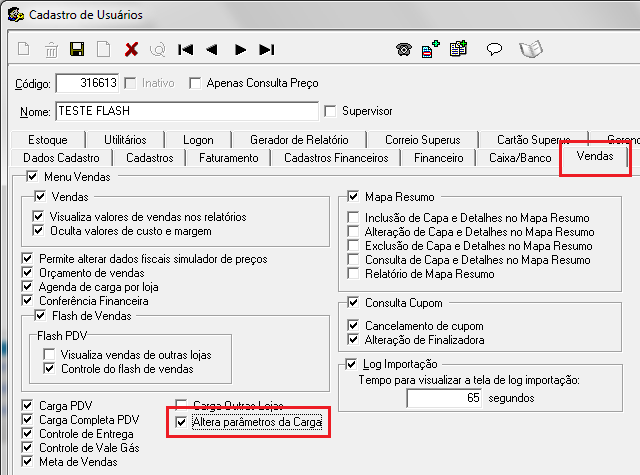 Cadastro de Usuários
Código: 316613 Inativo Apenas Consulta Preço
Nome: TESTE FLASH Supervisor
Estoque Utilitários Logon Gerador de Relatório Correio Superus Cartão Superus
Dados Cadastro Cadastros Faturamento Cadastros Financeiros Financeiro Caixa/Banco Vendas
Menu Vendas
Vendas
Visualiza valores de vendas nos relatórios
Oculta valores de custo e margem
Permite alterar dados fiscais simulador de preços
Orçamento de vendas
Agenda de carga por loja
Conferência Financeira
Flash de Vendas
Flash PDV
Visualiza vendas de outras lojas
Controle do flash de vendas
Carga PDV
Carga Completa PDV
Controle de Entrega
Controle de Vale Gás
Meta de Vendas
Carga Outras Lojas
Altera parâmetros da Carga
Mapa Resumo
Inclusão de Capa e Detalhes no Mapa Resumo
Alteração de Capa e Detalhes no Mapa Resumo
Exclusão de Capa e Detalhes no Mapa Resumo
Consulta de Capa e Detalhes no Mapa Resumo
Relatório de Mapa Resumo
Consulta Cupom
Cancelamento de cupom
Alteração de Finalizadora
Log Importação
Tempo para visualizar a tela de log importação:
65 segundos